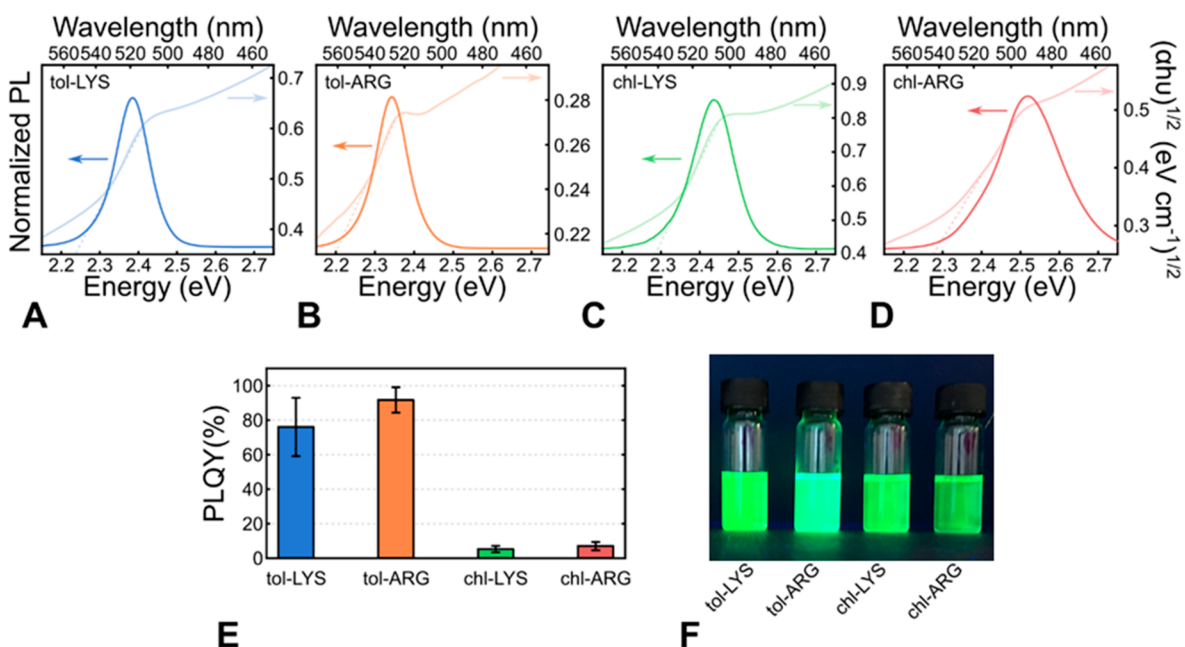 Wavelength (nm)
560 540 520 500 480 460
tol-LYS
Normalized PL
0.7
0.6
0.5
0.4
2.2 2.3 2.4 2.5 2.6 2.7
Energy (eV)
A
Wavelength (nm)
560 540 520 500 480 460
tol-ARG
0.28
0.26
0.24
0.22
2.2 2.3 2.4 2.5 2.6 2.7
Energy (eV)
B
Wavelength (nm)
560 540 520 500 480 460
chl-LYS
0.9
0.8
0.7
0.6
0.5
0.4
2.2 2.3 2.4 2.5 2.6 2.7
Energy (eV)
C
Wavelength (nm)
560 540 520 500 480 460
chl-ARG
0.5
0.4
0.3
(αhυ)^1/2 (eV cm^-1)^1/2
2.2 2.3 2.4 2.5 2.6 2.7
Energy (eV)
D
PLQY(%)
100
80
60
40
20
0
tol-LYS tol-ARG chl-LYS chl-ARG
E
tol-LYS tol-ARG chl-LYS chl-ARG
F